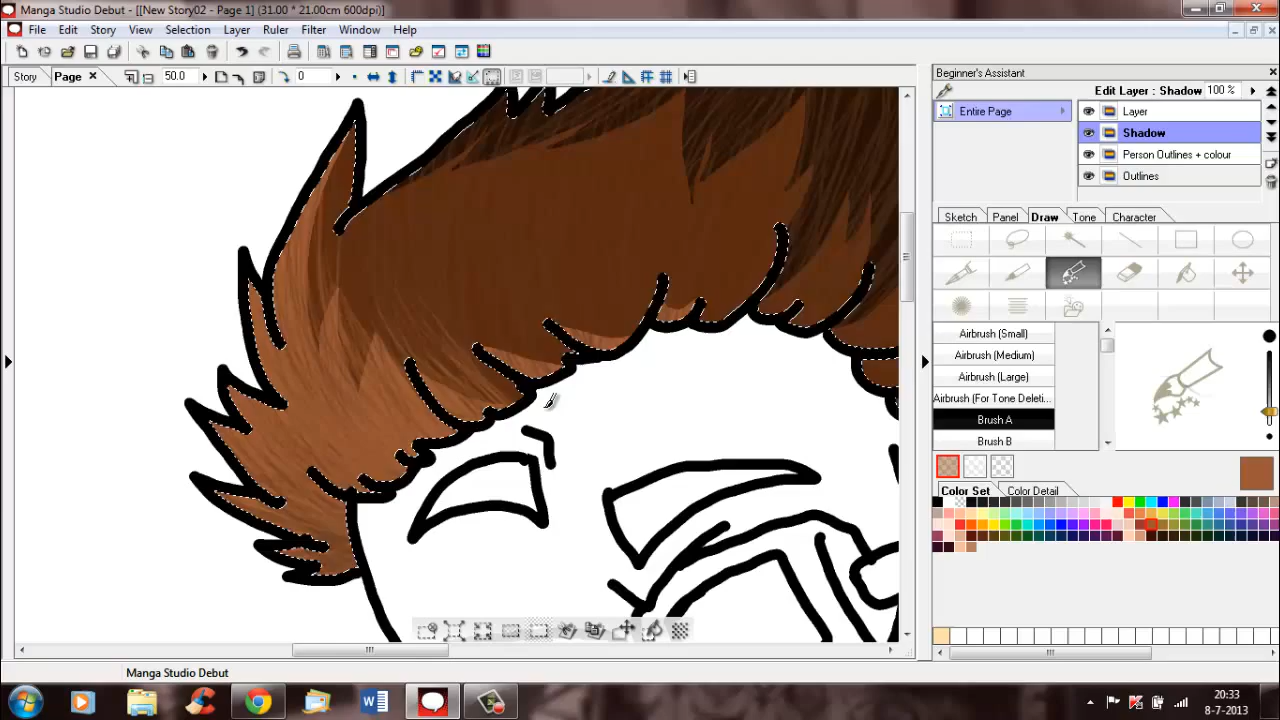 Manga Studio Debut - [[New Story02 - Page 1] (31.00 * 21.00cm 600dpi)]
File Edit Story View Selection Layer Ruler Filter Window Help
Story Page 50.0 0
Beginner's Assistant
Edit Layer : Shadow 100 %
Entire Page
Layer
Shadow
Person Outlines + colour
Outlines
Sketch Panel Draw Tone Character
Airbrush (Small)
Airbrush (Medium)
Airbrush (Large)
Airbrush (For Tone Deleti...
Brush A
Brush B
Color Set Color Detail
Manga Studio Debut
20:33
8-7-2013